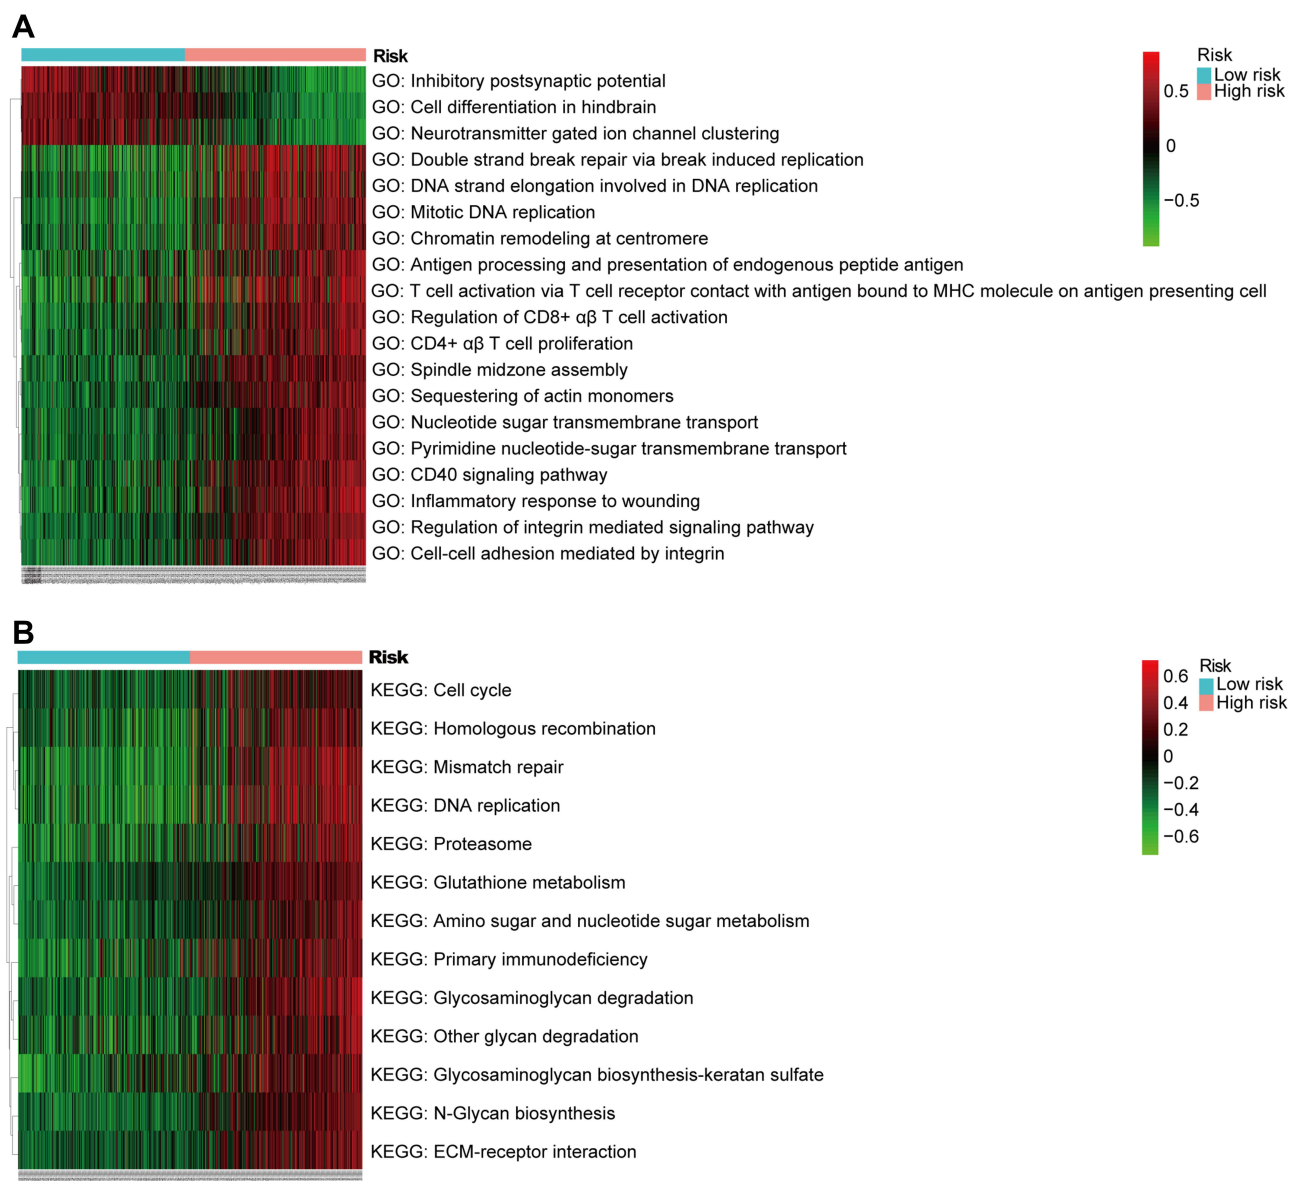 A
Risk
GO: Inhibitory postsynaptic potential
GO: Cell differentiation in hindbrain
GO: Neurotransmitter gated ion channel clustering
GO: Double strand break repair via break induced replication
GO: DNA strand elongation involved in DNA replication
GO: Mitotic DNA replication
GO: Chromatin remodeling at centromere
GO: Antigen processing and presentation of endogenous peptide antigen
GO: T cell activation via T cell receptor contact with antigen bound to MHC molecule on antigen presenting cell
GO: Regulation of CD8+ αβ T cell activation
GO: CD4+ αβ T cell proliferation
GO: Spindle midzone assembly
GO: Sequestering of actin monomers
GO: Nucleotide sugar transmembrane transport
GO: Pyrimidine nucleotide-sugar transmembrane transport
GO: CD40 signaling pathway
GO: Inflammatory response to wounding
GO: Regulation of integrin mediated signaling pathway
GO: Cell-cell adhesion mediated by integrin
0.5
0
−0.5
Risk
Low risk
High risk
B
Risk
KEGG: Cell cycle
KEGG: Homologous recombination
KEGG: Mismatch repair
KEGG: DNA replication
KEGG: Proteasome
KEGG: Glutathione metabolism
KEGG: Amino sugar and nucleotide sugar metabolism
KEGG: Primary immunodeficiency
KEGG: Glycosaminoglycan degradation
KEGG: Other glycan degradation
KEGG: Glycosaminoglycan biosynthesis-keratan sulfate
KEGG: N-Glycan biosynthesis
KEGG: ECM-receptor interaction
0.6
0.4
0.2
0
−0.2
−0.4
−0.6
Risk
Low risk
High risk